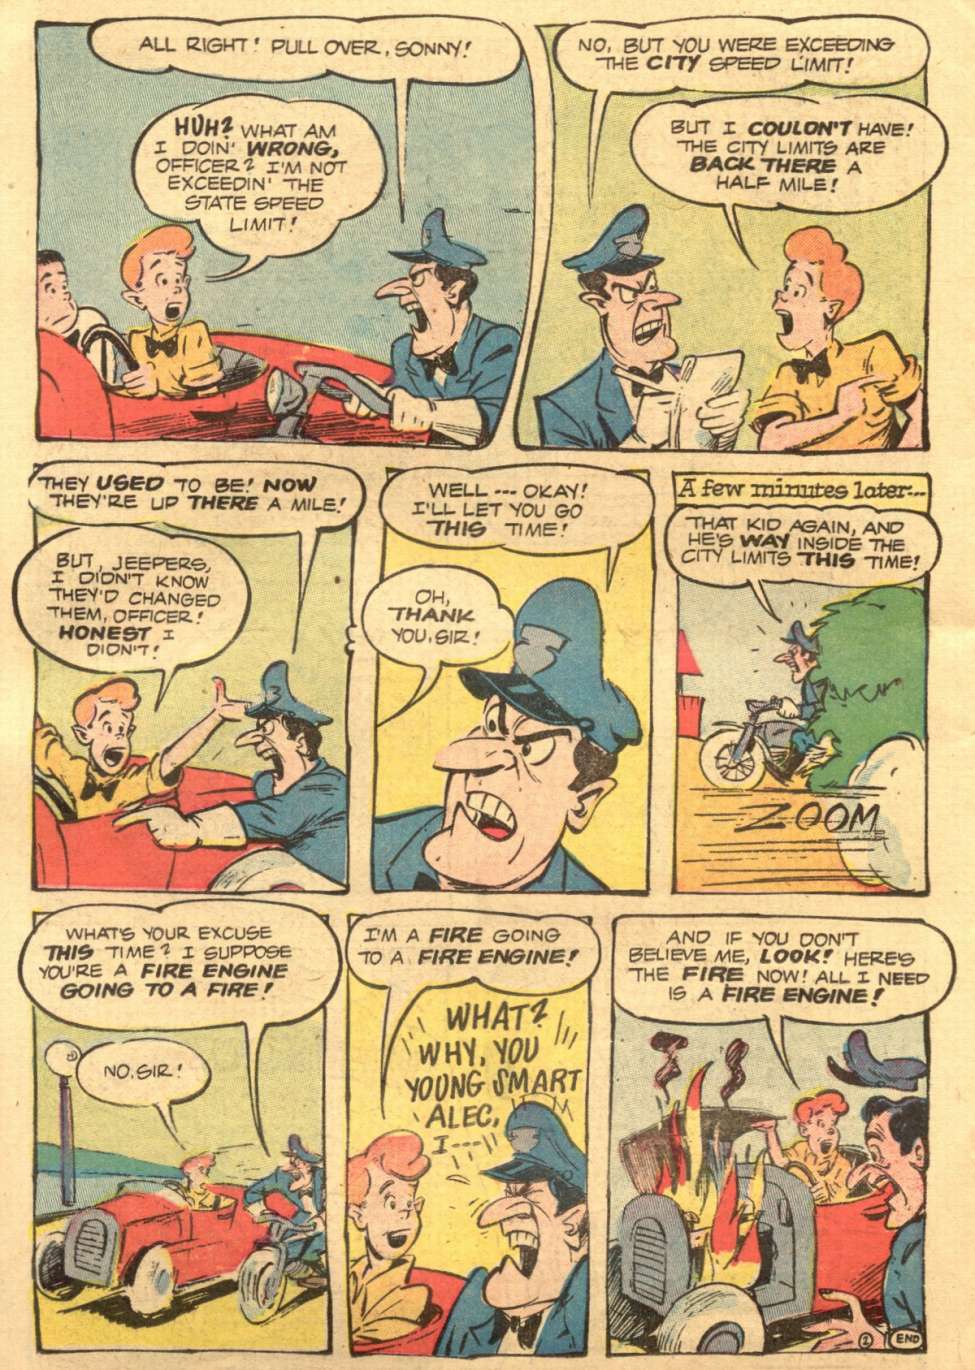 ALL RIGHT! PULL OVER, SONNY!
HUH? WHAT AM
I DOIN' WRONG,
OFFICER? I'M NOT
EXCEEDIN' THE
STATE SPEED
LIMIT!
NO, BUT YOU WERE EXCEEDING
THE CITY SPEED LIMIT!
BUT I COULDN'T HAVE!
THE CITY LIMITS ARE
BACK THERE A
HALF MILE!
THEY USED TO BE! NOW
THEY'RE UP THERE A MILE!
BUT, JEEPERS,
I DIDN'T KNOW
THEY'D CHANGED
THEM, OFFICER!
HONEST I
DIDN'T!
WELL --- OKAY!
I'LL LET YOU GO
THIS TIME!
OH,
THANK
YOU, SIR!
A few minutes later...
THAT KID AGAIN, AND
HE'S WAY INSIDE THE
CITY LIMITS THIS TIME!
ZOOM
WHAT'S YOUR EXCUSE
THIS TIME? I SUPPOSE
YOU'RE A FIRE ENGINE
GOING TO A FIRE!
NO, SIR!
I'M A FIRE GOING
TO A FIRE ENGINE!
WHAT?
WHY, YOU
YOUNG SMART
ALEC,
I----
AND IF YOU DON'T
BELIEVE ME, LOOK! HERE'S
THE FIRE NOW! ALL I NEED
IS A FIRE ENGINE!
2 END